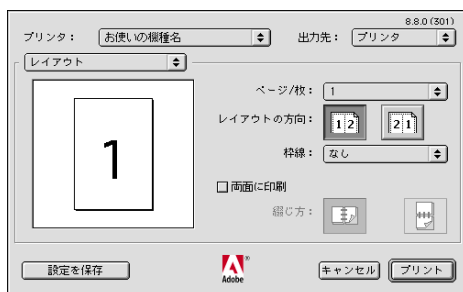 8.8.0 (301)
プリンタ： お使いの機種名 出力先： プリンタ
レイアウト
ページ/枚： 1
レイアウトの方向： 1 2 2 1
1
枠線： なし
両面に印刷
綴じ方：
設定を保存 Adobe ® キャンセル プリント